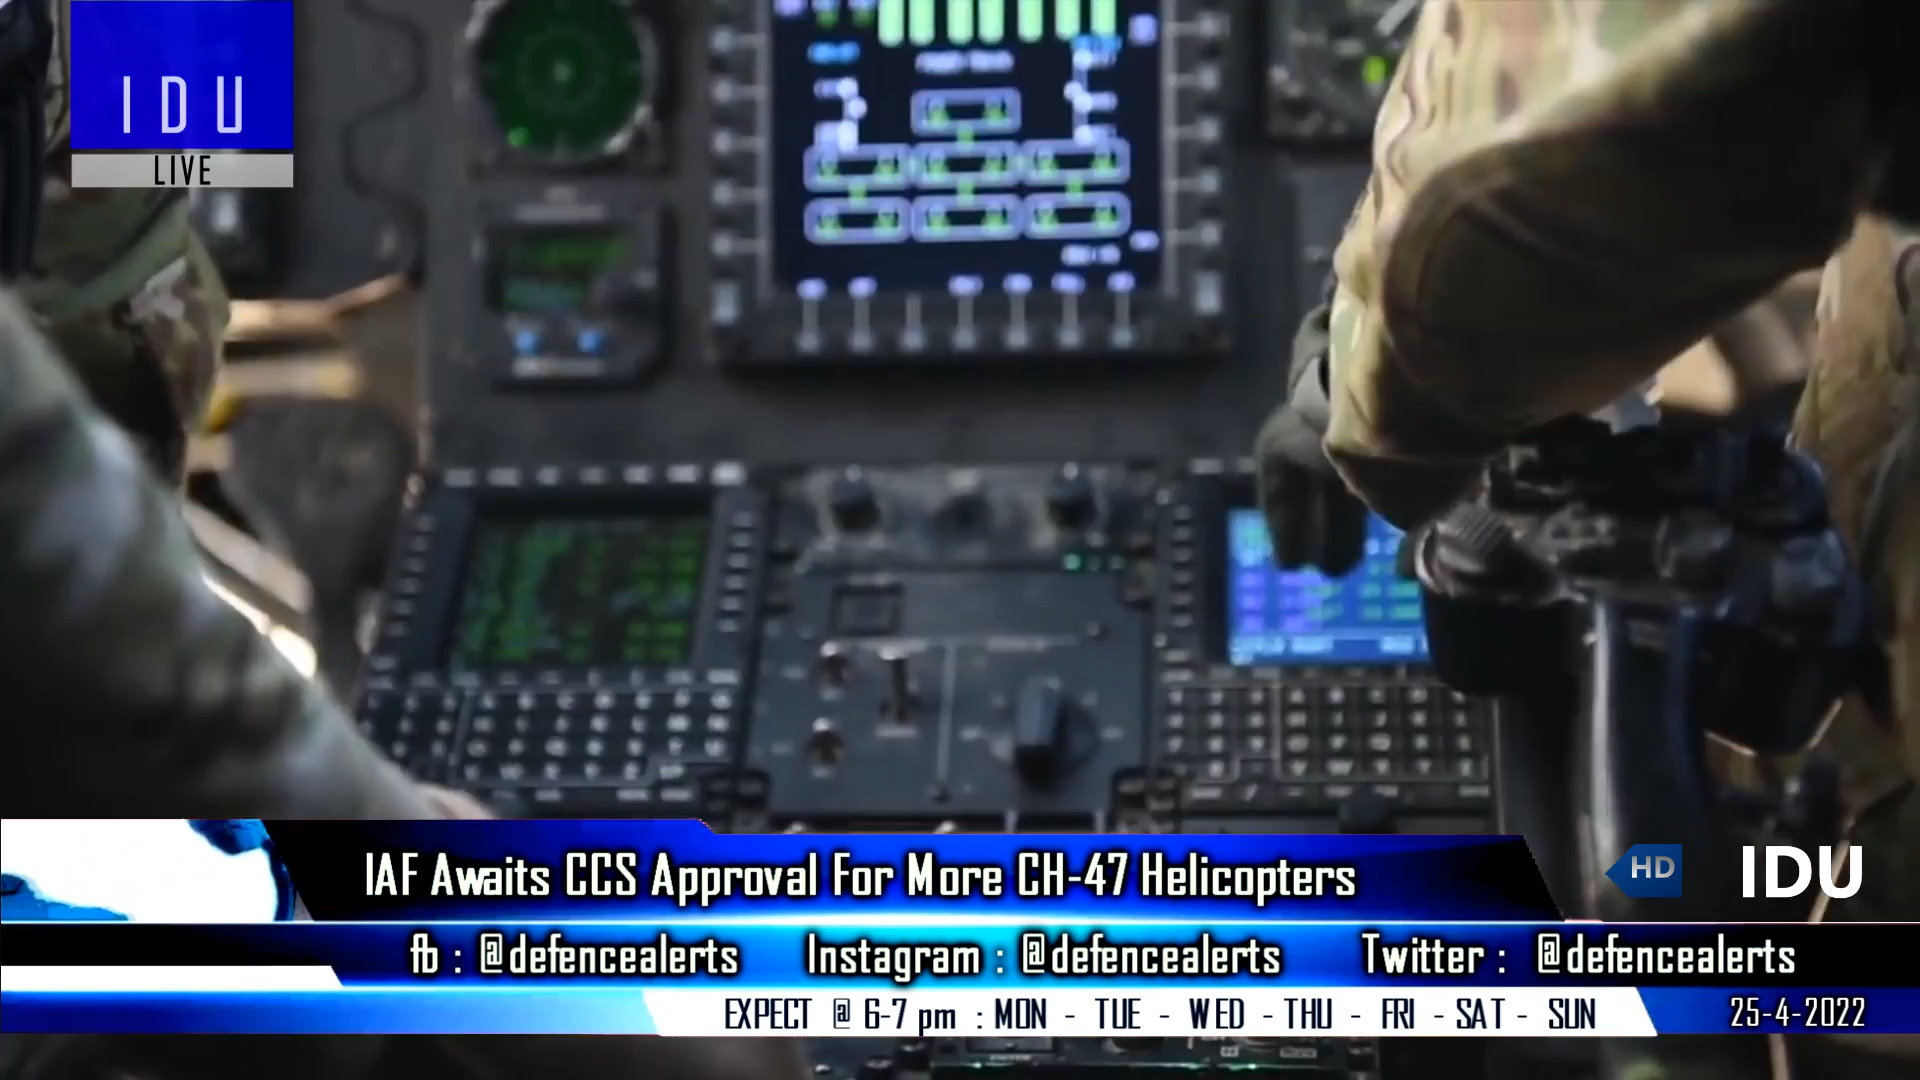 I D U
LIVE
IAF Awaits CCS Approval For More CH-47 Helicopters
HD IDU
fb : @defencealerts Instagram : @defencealerts Twitter : @defencealerts
EXPECT @ 6-7 pm : MON - TUE - WED - THU - FRI - SAT - SUN 25-4-2022